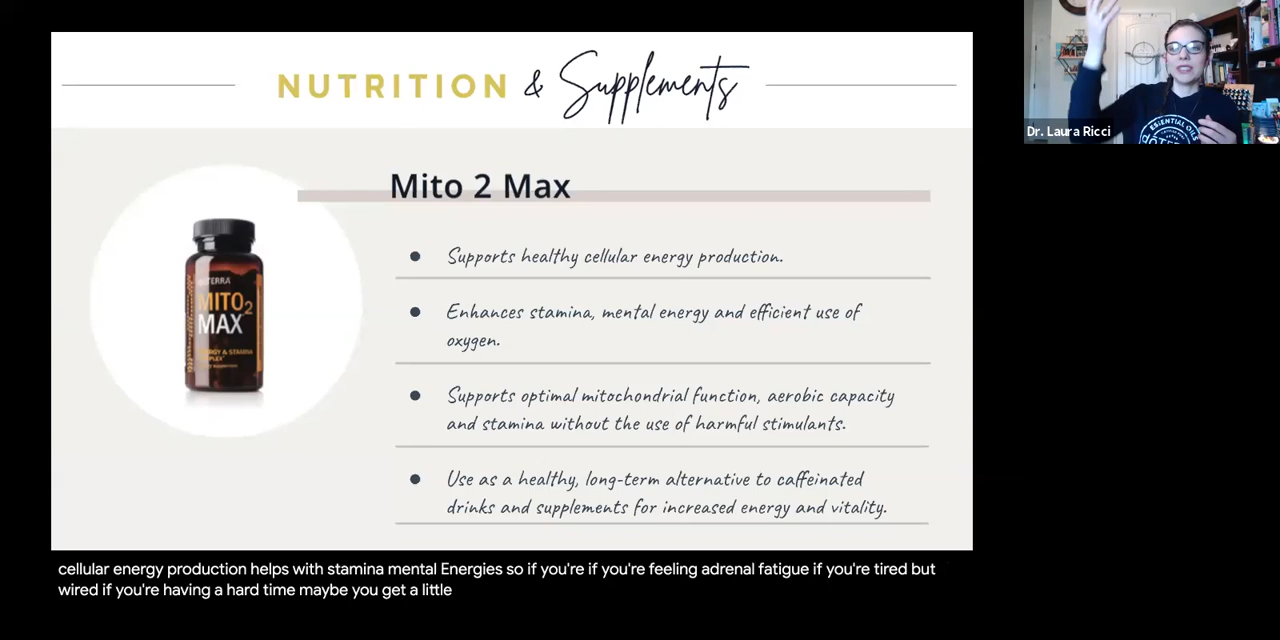 NUTRITION & Supplements
Dr. Laura Ricci
ESSENTIAL OILS
Mito 2 Max
MITO2
MAX
Supports healthy cellular energy production.
Enhances stamina, mental energy and efficient use of
oxygen.
Supports optimal mitochondrial function, aerobic capacity
and stamina without the use of harmful stimulants.
Use as a healthy, long-term alternative to caffeinated
drinks and supplements for increased energy and vitality.
cellular energy production helps with stamina mental Energies so if you're if you're feeling adrenal fatigue if you're tired but
wired if you're having a hard time maybe you get a little